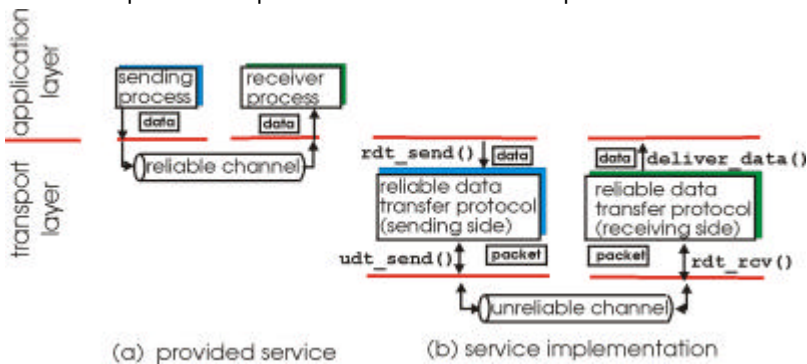 application
layer
transport
layer
sending
process
receiver
process
data
data
reliable channel
(a) provided service
rdt_send()
data
data
deliver_data()
reliable data
transfer protocol
(sending side)
reliable data
transfer protocol
(receiving side)
udt_send()
packet
packet
rdt_rcv()
unreliable channel
(b) service implementation